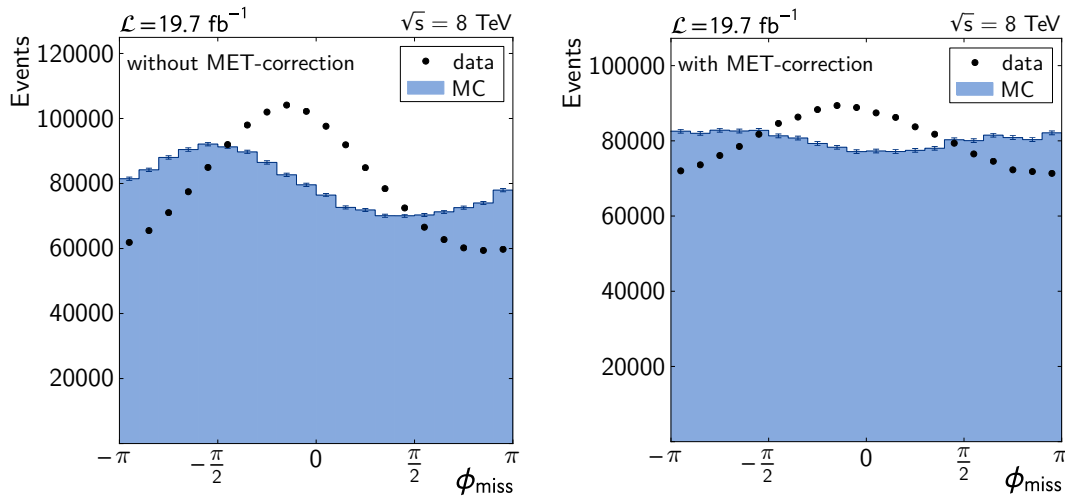 ℒ = 19.7 fb⁻¹ √s = 8 TeV
Events
120000
100000
80000
60000
40000
20000
without MET-correction
data
MC
−π −π/2 0 π/2 π
ϕmiss
ℒ = 19.7 fb⁻¹ √s = 8 TeV
Events
100000
80000
60000
40000
20000
with MET-correction
data
MC
−π −π/2 0 π/2 π
ϕmiss